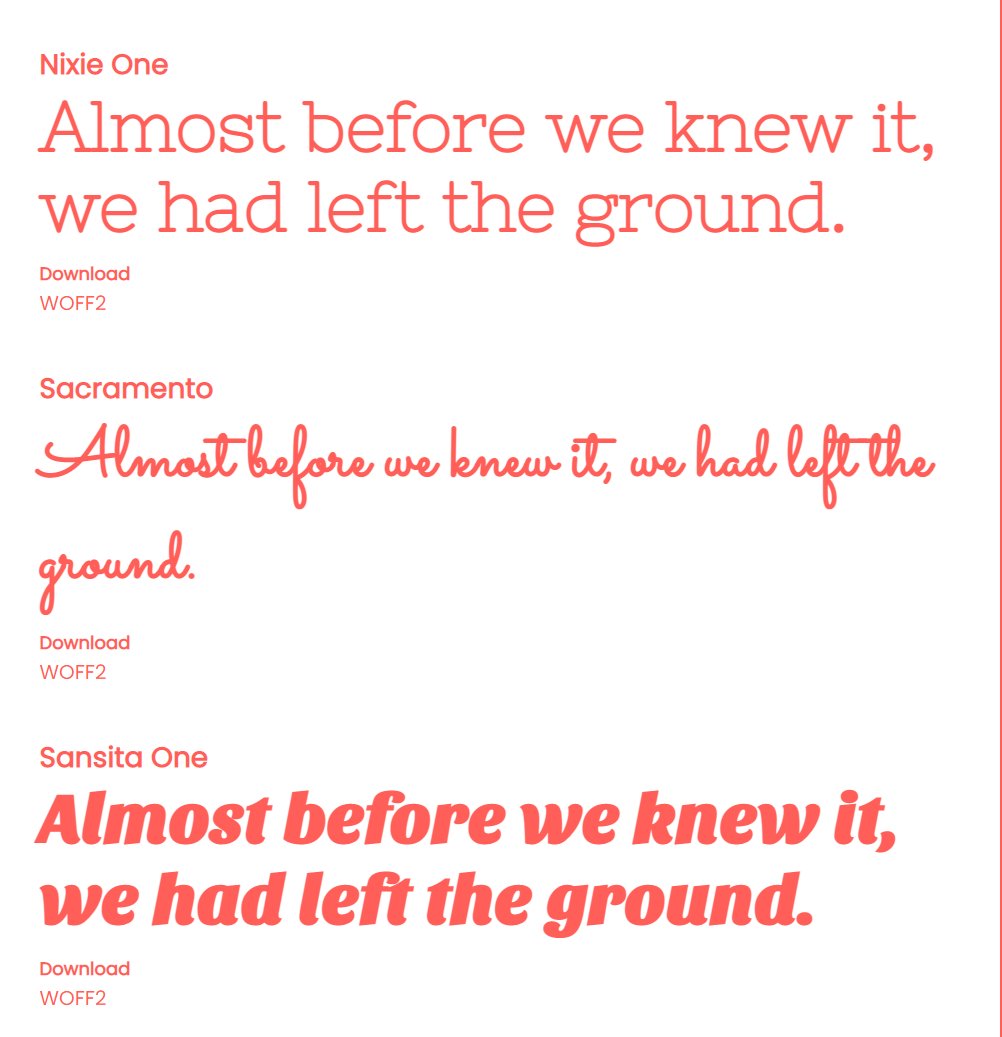 Nixie One
Almost before we knew it,
we had left the ground.
Download
WOFF2
Sacramento
Almost before we knew it, we had left the
ground.
Download
WOFF2
Sansita One
Almost before we knew it,
we had left the ground.
Download
WOFF2